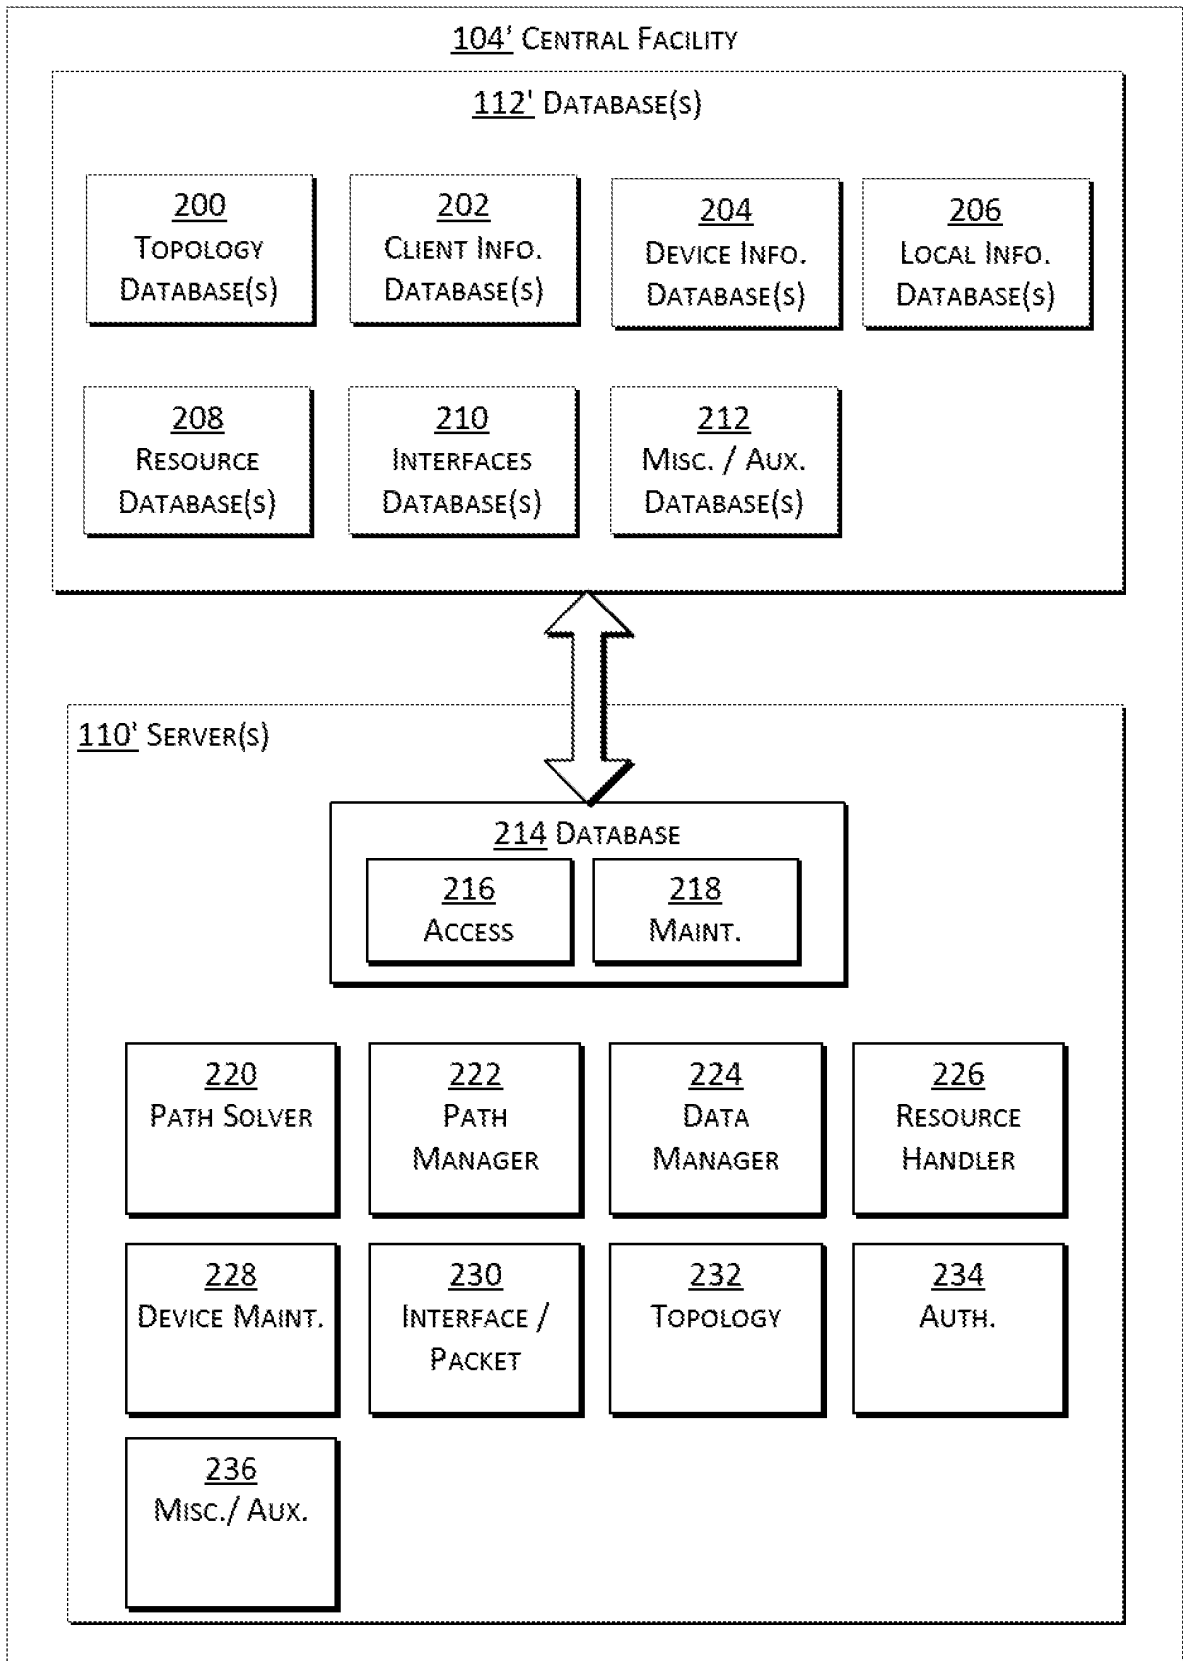 104' CENTRAL FACILITY
112' DATABASE(S)
200
TOPOLOGY
DATABASE(S)
202
CLIENT INFO.
DATABASE(S)
204
DEVICE INFO.
DATABASE(S)
206
LOCAL INFO.
DATABASE(S)
208
RESOURCE
DATABASE(S)
210
INTERFACES
DATABASE(S)
212
MISC. / AUX.
DATABASE(S)
110' SERVER(S)
214 DATABASE
216
ACCESS
218
MAINT.
220
PATH SOLVER
222
PATH
MANAGER
224
DATA
MANAGER
226
RESOURCE
HANDLER
228
DEVICE MAINT.
230
INTERFACE /
PACKET
232
TOPOLOGY
234
AUTH.
236
MISC./ AUX.